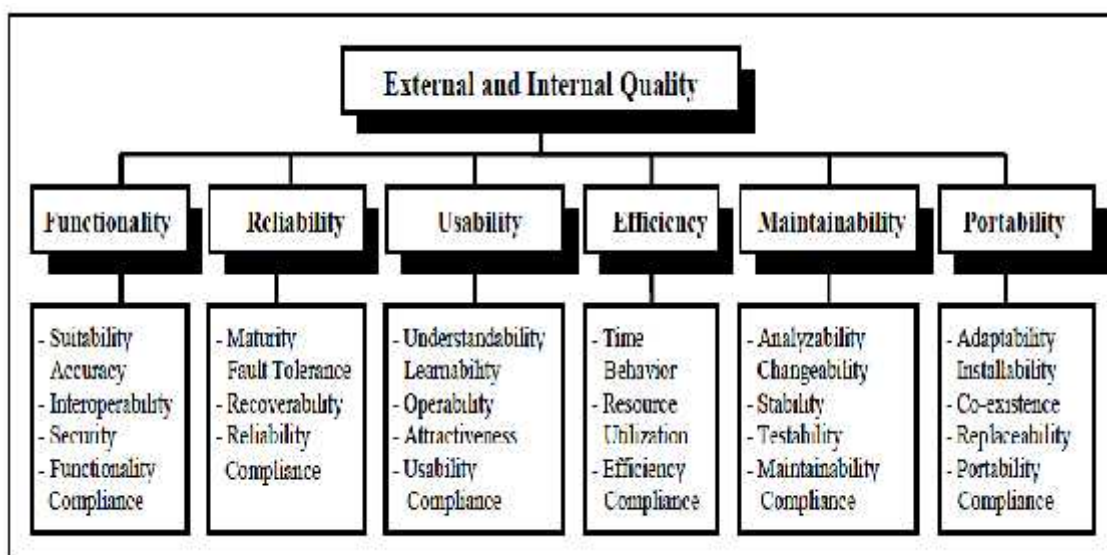 External and Internal Quality
Functionality
Reliability
Usability
Efficiency
Maintainability
Portability
- Suitability
Accuracy
- Interoperability
- Security
- Functionality
Compliance
- Maturity
Fault Tolerance
- Recoverability
- Reliability
Compliance
- Understandability
Learnability
- Operability
- Attractiveness
- Usability
Compliance
- Time
Behavior
- Resource
Utilization
- Efficiency
Compliance
- Analyzability
Changeability
- Stability
- Testability
- Maintainability
Compliance
- Adaptability
Installability
- Co-existence
- Replaceability
- Portability
Compliance